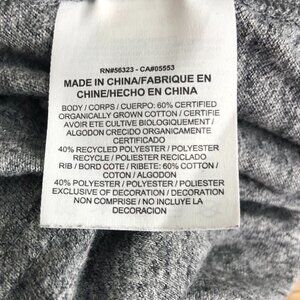 RN#56323 - CA#05553
MADE IN CHINA/FABRIQUE EN
CHINE/HECHO EN CHINA
BODY / CORPS / CUERPO: 60% CERTIFIED
ORGANICALLY GROWN COTTON / CERTIFIE
AVOIR ETE CULTIVE BIOLOGIQUEMENT /
ALGODON CRECIDO ORGANICAMENTE
CERTIFICADO
40% RECYCLED POLYESTER / POLYESTER
RECYCLE / POLIESTER RECICLADO
RIB / BORD COTE / RIBETE: 60% COTTON /
COTON / ALGODON
40% POLYESTER / POLYESTER / POLIESTER
EXCLUSIVE OF DECORATION / DECORATION
NON COMPRISE / NO INCLUYE LA
DECORACION